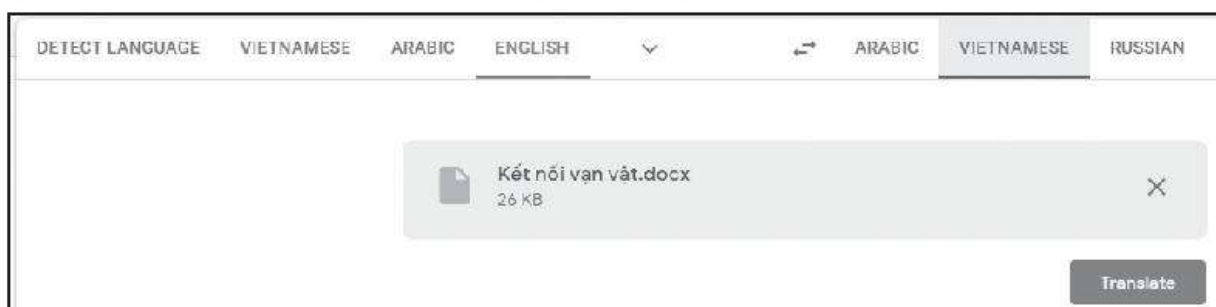 DETECT LANGUAGE VIETNAMESE ARABIC ENGLISH ARABIC VIETNAMESE RUSSIAN
Kết nối vạn vật.docx
26 KB
Translate